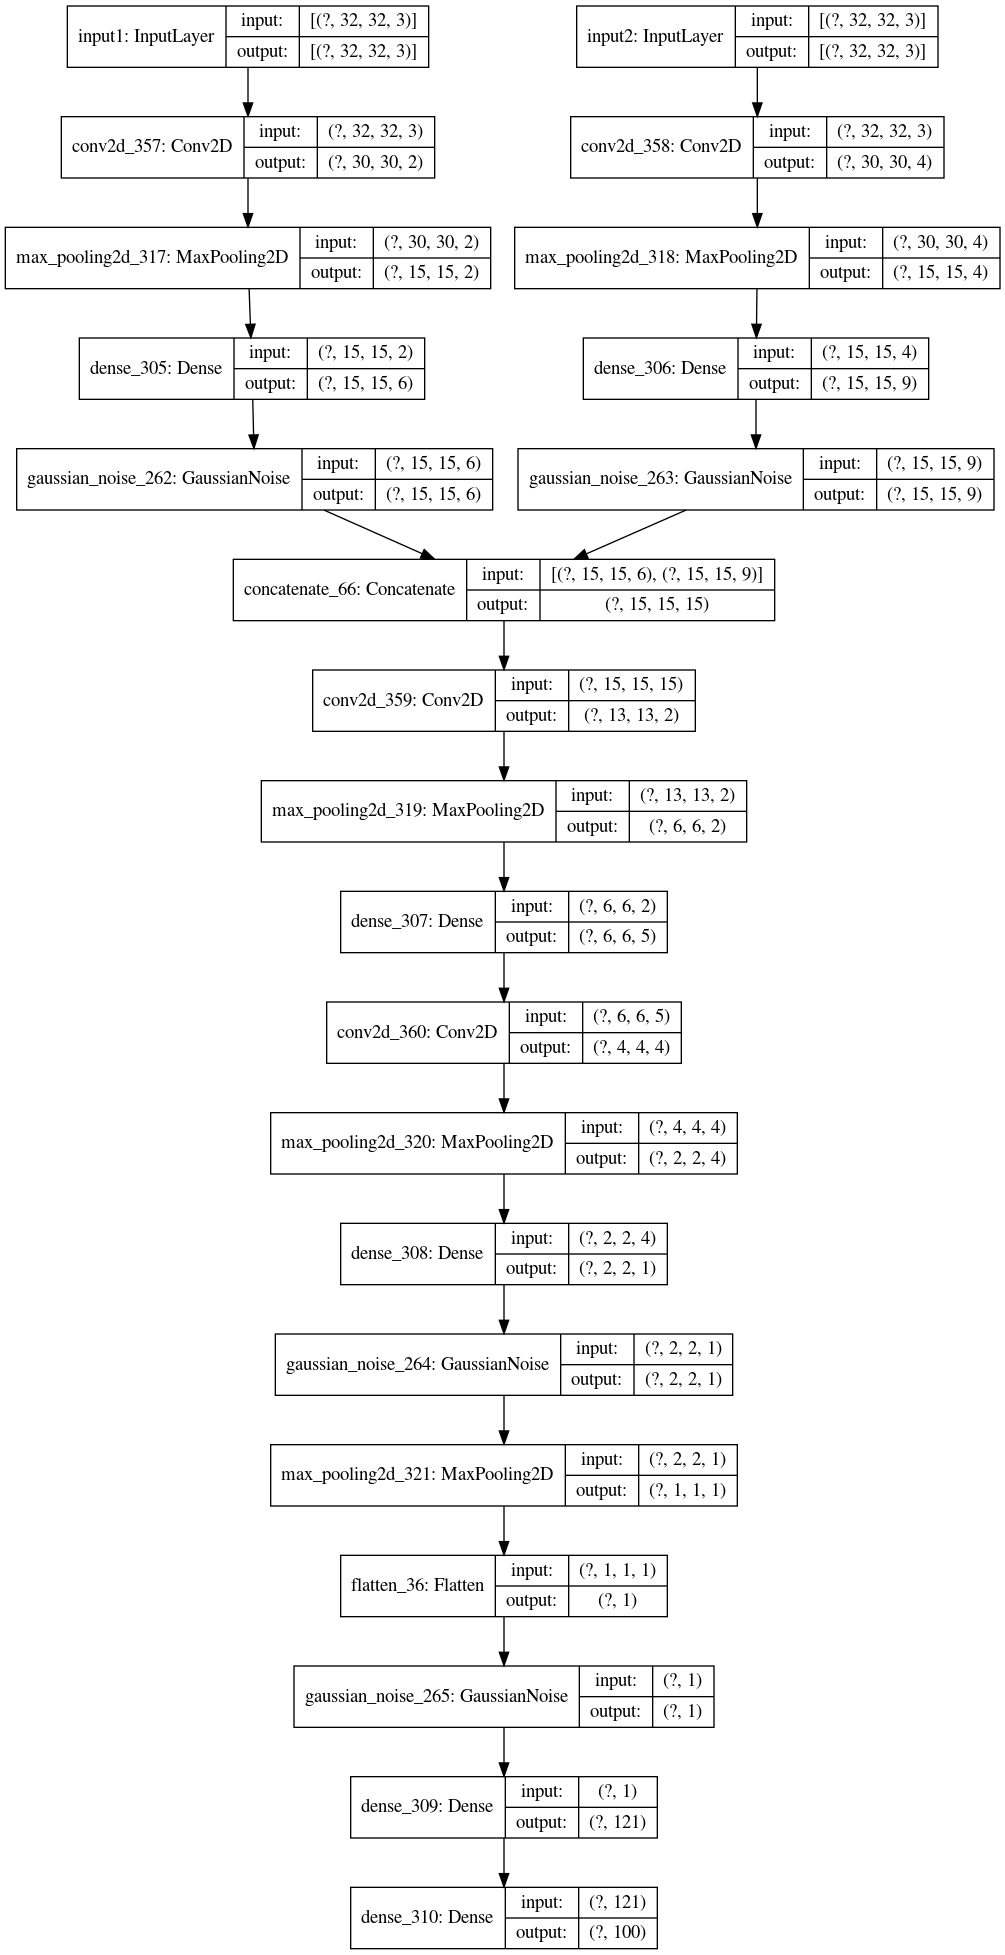 input1: InputLayer
input: [(?, 32, 32, 3)]
output: [(?, 32, 32, 3)]
input2: InputLayer
input: [(?, 32, 32, 3)]
output: [(?, 32, 32, 3)]
conv2d_357: Conv2D
input: (?, 32, 32, 3)
output: (?, 30, 30, 2)
conv2d_358: Conv2D
input: (?, 32, 32, 3)
output: (?, 30, 30, 4)
max_pooling2d_317: MaxPooling2D
input: (?, 30, 30, 2)
output: (?, 15, 15, 2)
max_pooling2d_318: MaxPooling2D
input: (?, 30, 30, 4)
output: (?, 15, 15, 4)
dense_305: Dense
input: (?, 15, 15, 2)
output: (?, 15, 15, 6)
dense_306: Dense
input: (?, 15, 15, 4)
output: (?, 15, 15, 9)
gaussian_noise_262: GaussianNoise
input: (?, 15, 15, 6)
output: (?, 15, 15, 6)
gaussian_noise_263: GaussianNoise
input: (?, 15, 15, 9)
output: (?, 15, 15, 9)
concatenate_66: Concatenate
input: [(?, 15, 15, 6), (?, 15, 15, 9)]
output: (?, 15, 15, 15)
conv2d_359: Conv2D
input: (?, 15, 15, 15)
output: (?, 13, 13, 2)
max_pooling2d_319: MaxPooling2D
input: (?, 13, 13, 2)
output: (?, 6, 6, 2)
dense_307: Dense
input: (?, 6, 6, 2)
output: (?, 6, 6, 5)
conv2d_360: Conv2D
input: (?, 6, 6, 5)
output: (?, 4, 4, 4)
max_pooling2d_320: MaxPooling2D
input: (?, 4, 4, 4)
output: (?, 2, 2, 4)
dense_308: Dense
input: (?, 2, 2, 4)
output: (?, 2, 2, 1)
gaussian_noise_264: GaussianNoise
input: (?, 2, 2, 1)
output: (?, 2, 2, 1)
max_pooling2d_321: MaxPooling2D
input: (?, 2, 2, 1)
output: (?, 1, 1, 1)
flatten_36: Flatten
input: (?, 1, 1, 1)
output: (?, 1)
gaussian_noise_265: GaussianNoise
input: (?, 1)
output: (?, 1)
dense_309: Dense
input: (?, 1)
output: (?, 121)
dense_310: Dense
input: (?, 121)
output: (?, 100)